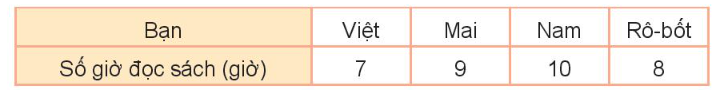 Bạn Việt Mai Nam Rô-bốt
Số giờ đọc sách (giờ) 7 9 10 8